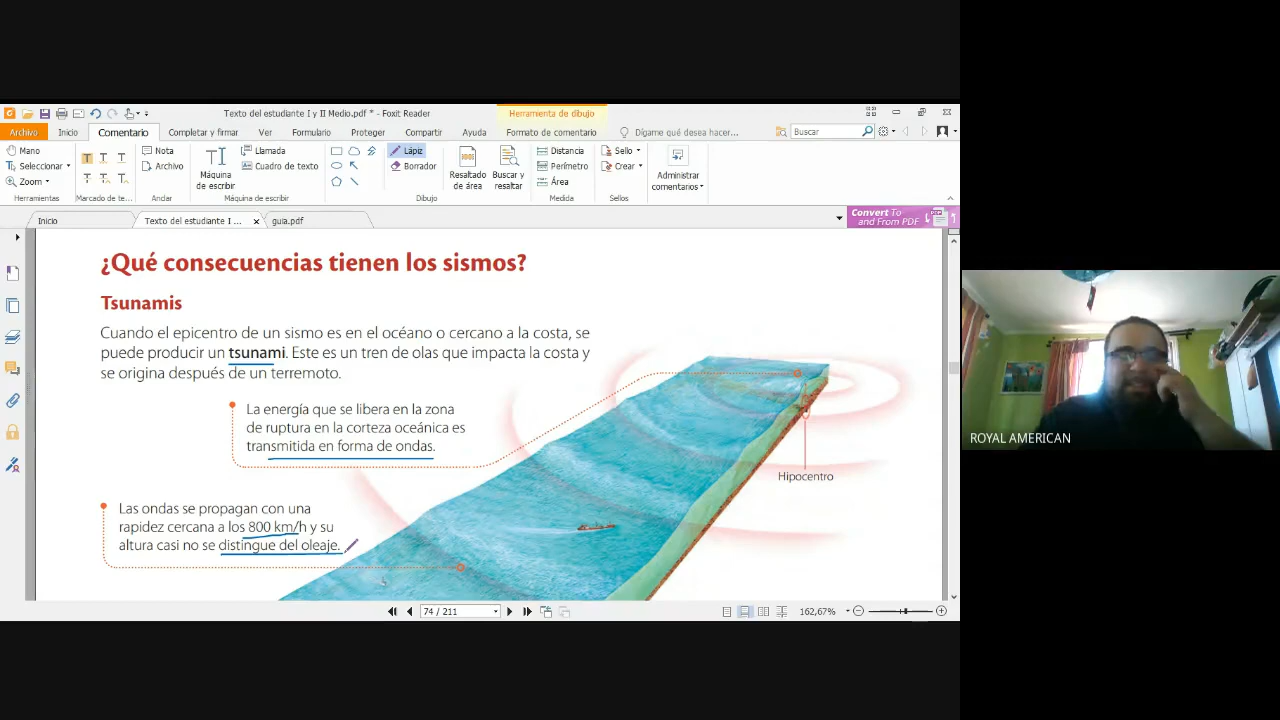 Texto del estudiante I y II Medio.pdf * - Foxit Reader
Herramienta de dibujo
Archivo
Inicio
Comentario
Completar y firmar
Ver
Formulario
Proteger
Compartir
Ayuda
Formato de comentario
Dígame qué desea hacer...
Buscar
Mano
Seleccionar
Zoom
Herramientas
Nota
Archivo
Marcado de te...
Anclar
Máquina
de escribir
Llamada
Cuadro de texto
Máquina de escribir
Lápiz
Borrador
Dibujo
Resaltado
de área
Buscar y
resaltar
Distancia
Perímetro
Área
Medida
Sello
Crear
Sellos
Administrar
comentarios
Inicio
Texto del estudiante I ...
guia.pdf
Convert To
and From PDF
¿Qué consecuencias tienen los sismos?
Tsunamis
Cuando el epicentro de un sismo es en el océano o cercano a la costa, se
puede producir un tsunami. Este es un tren de olas que impacta la costa y
se origina después de un terremoto.
La energía que se libera en la zona
de ruptura en la corteza oceánica es
transmitida en forma de ondas.
Hipocentro
Las ondas se propagan con una
rapidez cercana a los 800 km/h y su
altura casi no se distingue del oleaje.
74 / 211
162,67%
ROYAL AMERICAN